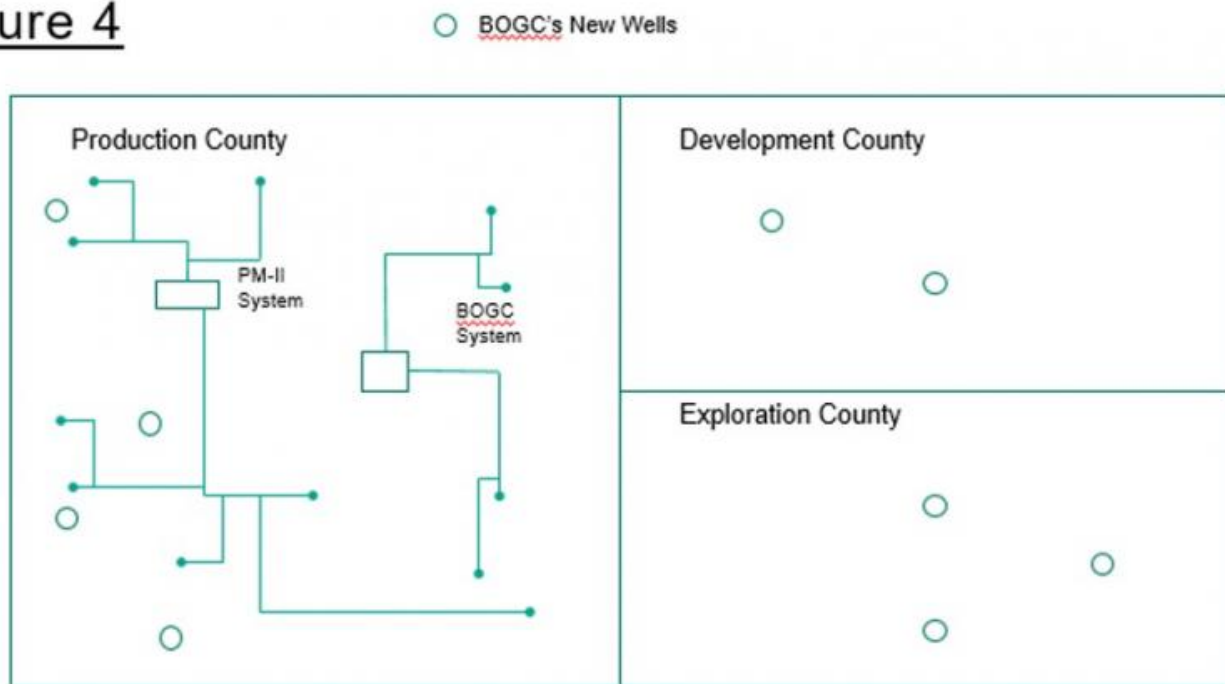 ure 4
BOGC's New Wells
Production County
Development County
PM-II
System
BOGC
System
Exploration County